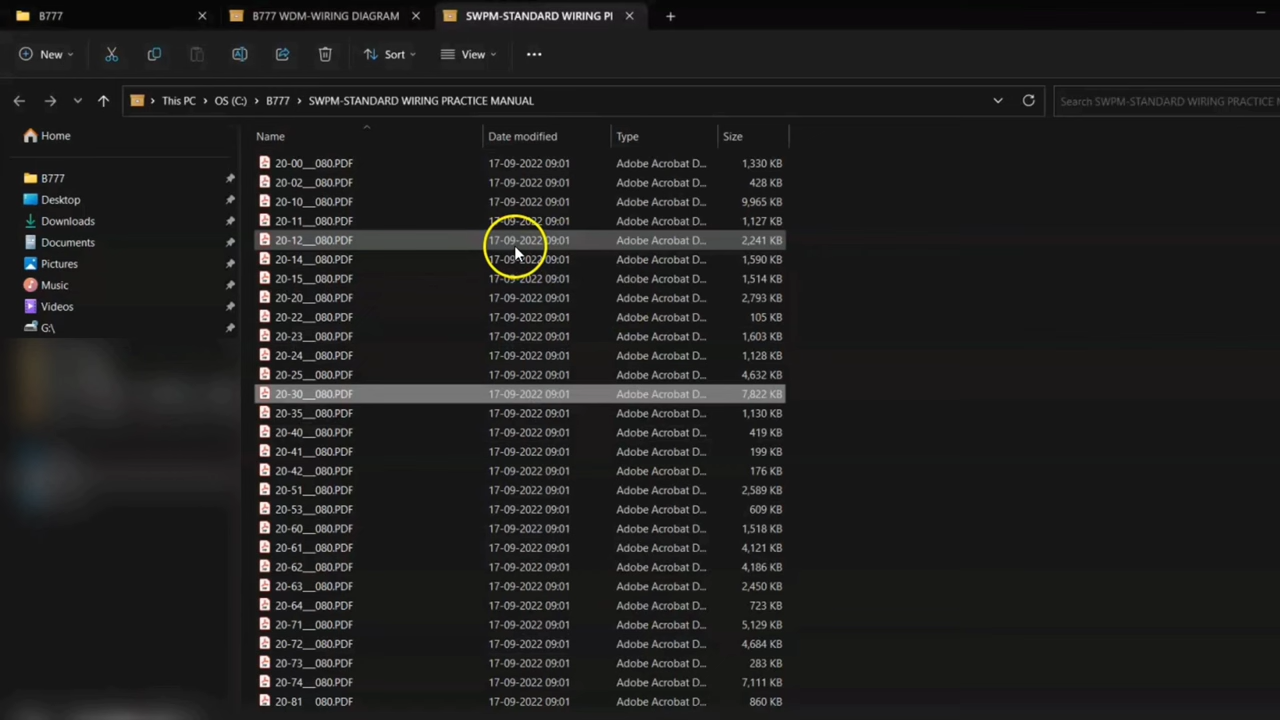 B777
B777 WDM-WIRING DIAGRAM
SWPM-STANDARD WIRING PI
New
Sort
View
This PC > OS (C:) > B777 > SWPM-STANDARD WIRING PRACTICE MANUAL
Search SWPM-STANDARD WIRING PRACTICE
Home
B777
Desktop
Downloads
Documents
Pictures
Music
Videos
G:\
Name Date modified Type Size
20-00__080.PDF 17-09-2022 09:01 Adobe Acrobat D... 1,330 KB
20-02__080.PDF 17-09-2022 09:01 Adobe Acrobat D... 428 KB
20-10__080.PDF 17-09-2022 09:01 Adobe Acrobat D... 9,965 KB
20-11__080.PDF 17-09-2022 09:01 Adobe Acrobat D... 1,127 KB
20-12__080.PDF 17-09-2022 09:01 Adobe Acrobat D... 2,241 KB
20-14__080.PDF 17-09-2022 09:01 Adobe Acrobat D... 1,590 KB
20-15__080.PDF 17-09-2022 09:01 Adobe Acrobat D... 1,514 KB
20-20__080.PDF 17-09-2022 09:01 Adobe Acrobat D... 2,793 KB
20-22__080.PDF 17-09-2022 09:01 Adobe Acrobat D... 105 KB
20-23__080.PDF 17-09-2022 09:01 Adobe Acrobat D... 1,603 KB
20-24__080.PDF 17-09-2022 09:01 Adobe Acrobat D... 1,128 KB
20-25__080.PDF 17-09-2022 09:01 Adobe Acrobat D... 4,632 KB
20-30__080.PDF 17-09-2022 09:01 Adobe Acrobat D... 7,822 KB
20-35__080.PDF 17-09-2022 09:01 Adobe Acrobat D... 1,130 KB
20-40__080.PDF 17-09-2022 09:01 Adobe Acrobat D... 419 KB
20-41__080.PDF 17-09-2022 09:01 Adobe Acrobat D... 199 KB
20-42__080.PDF 17-09-2022 09:01 Adobe Acrobat D... 176 KB
20-51__080.PDF 17-09-2022 09:01 Adobe Acrobat D... 2,589 KB
20-53__080.PDF 17-09-2022 09:01 Adobe Acrobat D... 609 KB
20-60__080.PDF 17-09-2022 09:01 Adobe Acrobat D... 1,518 KB
20-61__080.PDF 17-09-2022 09:01 Adobe Acrobat D... 4,121 KB
20-62__080.PDF 17-09-2022 09:01 Adobe Acrobat D... 4,186 KB
20-63__080.PDF 17-09-2022 09:01 Adobe Acrobat D... 2,450 KB
20-64__080.PDF 17-09-2022 09:01 Adobe Acrobat D... 723 KB
20-71__080.PDF 17-09-2022 09:01 Adobe Acrobat D... 5,129 KB
20-72__080.PDF 17-09-2022 09:01 Adobe Acrobat D... 4,684 KB
20-73__080.PDF 17-09-2022 09:01 Adobe Acrobat D... 283 KB
20-74__080.PDF 17-09-2022 09:01 Adobe Acrobat D... 7,111 KB
20-81__080.PDF 17-09-2022 09:01 Adobe Acrobat D... 860 KB